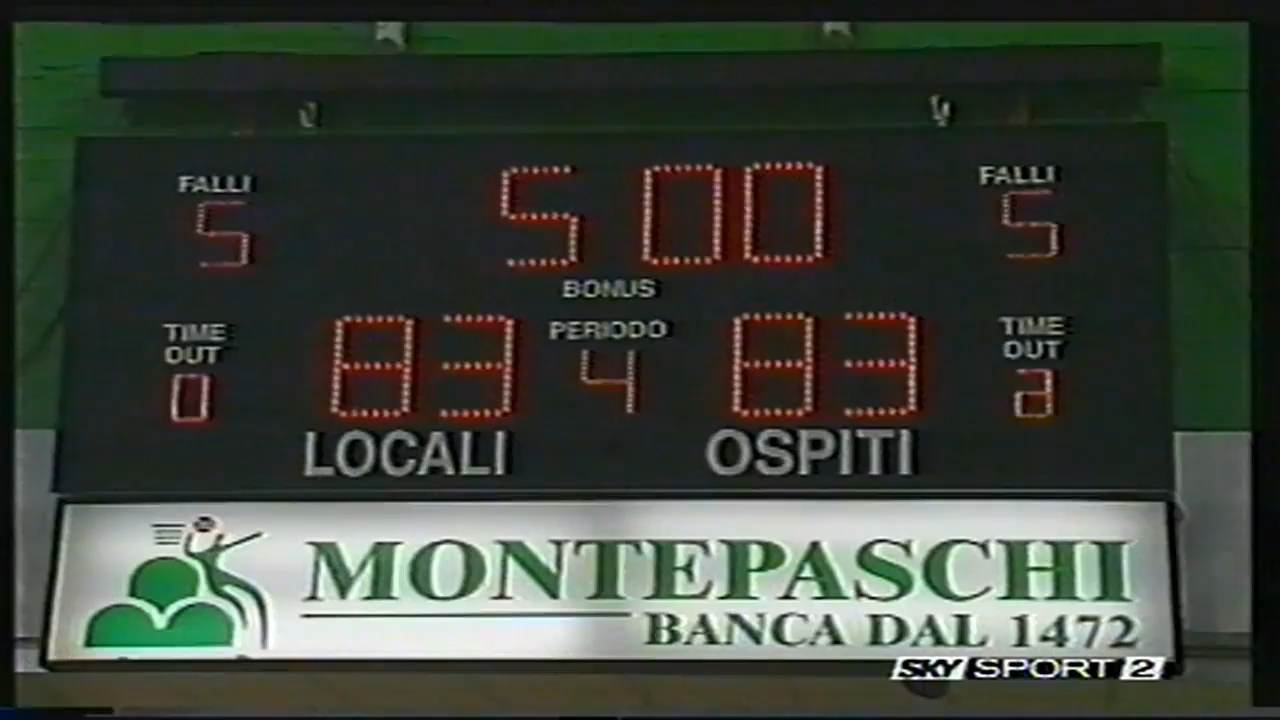 FALLI 5 00 FALLI
5 5
BONUS
TIME OUT 83 PERIODO 4 83 TIME OUT
0
LOCALI OSPITI
MONTEPASCHI
BANCA DAL 1472
SKY SPORT 2